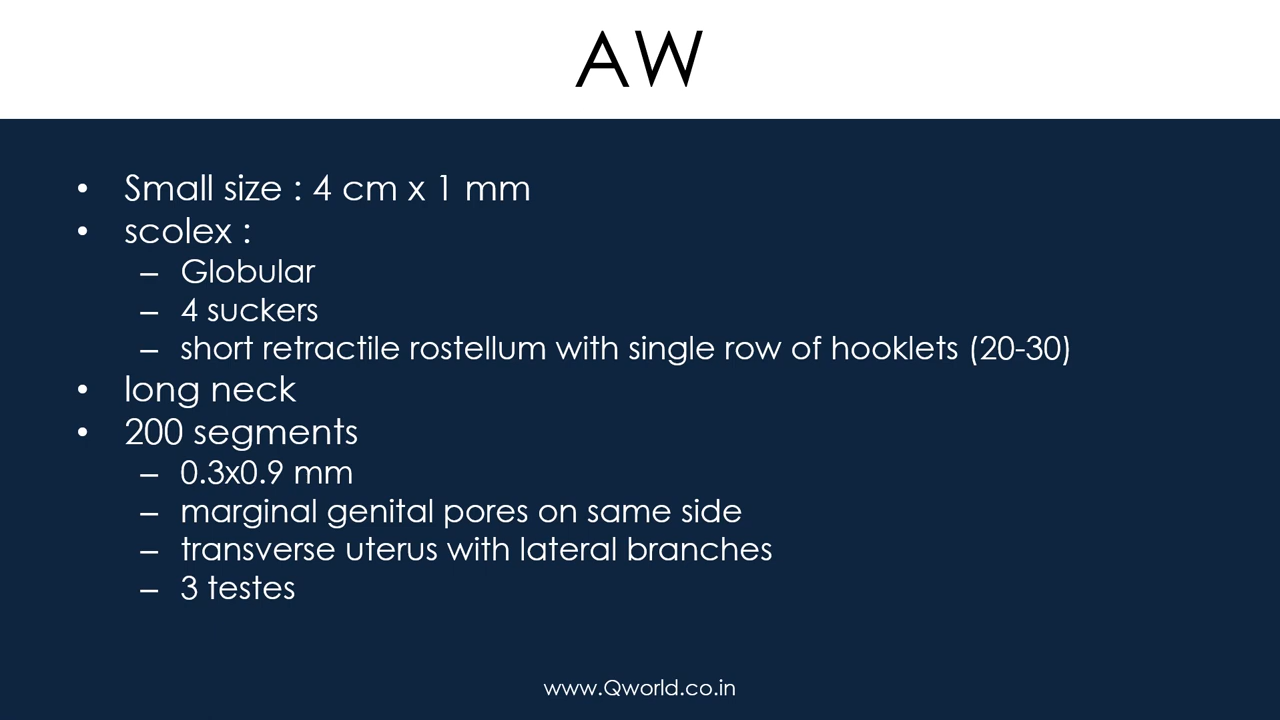 AW
• Small size : 4 cm x 1 mm
• scolex :
– Globular
– 4 suckers
– short retractile rostellum with single row of hooklets (20-30)
• long neck
• 200 segments
– 0.3x0.9 mm
– marginal genital pores on same side
– transverse uterus with lateral branches
– 3 testes
www.Qworld.co.in